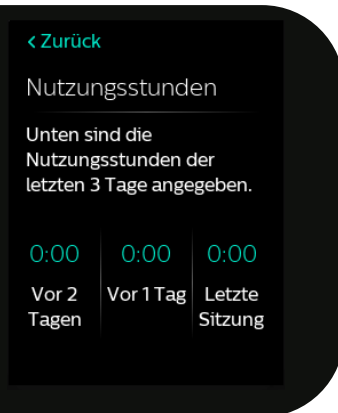 < Zurück
Nutzungsstunden
Unten sind die
Nutzungsstunden der
letzten 3 Tage angegeben.
0:00 0:00 0:00
Vor 2 Vor 1 Tag Letzte
Tagen Sitzung